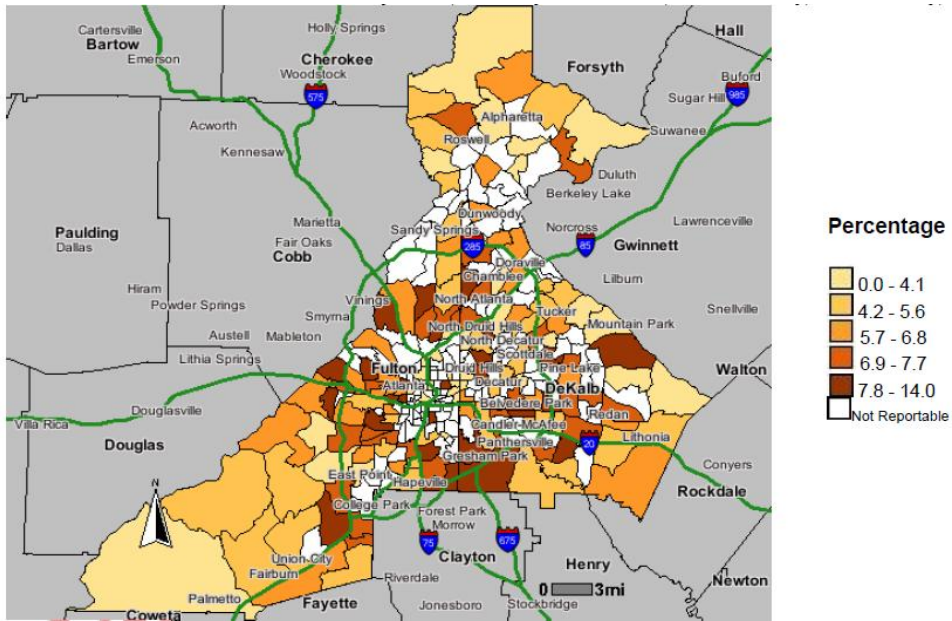 Holly Springs
Hall
Cartersville
Bartow
Emerson
Cherokee
Woodstock
Forsyth
Buford
575
985
Sugar Hill
Alpharetta
Acworth
Suwanee
Roswell
Kennesaw
Duluth
Berkeley Lake
Dunwoody
Marietta
Sandy Springs
Norcross
Lawrenceville
Paulding
Dallas
Fair Oaks
Cobb
285
85
Gwinnett
Doraville
Chamblee
Lilburn
Hiram
Powder Springs
Vinings
North Atlanta
Snellville
Smyrna
Tucker
Mountain Park
Austell
Mableton
North Druid Hills
North Decatur
Scottdale
Lithia Springs
Fulton
Druid Hills
Pine Lake
Walton
Atlanta
Decatur
DeKalb
Douglasville
Belvedere Park
Redan
Villa Rica
Candler-McAfee
Douglas
Panthersville
20
Lithonia
Gresham Park
Conyers
East Point
Hapeville
Rockdale
N
College Park
Forest Park
Morrow
75
675
Union City
Clayton
Fairburn
Henry
Riverdale
Newton
Palmetto
Fayette
0 3mi
Jonesboro
Stockbridge
Coweta
Percentage
0.0 - 4.1
4.2 - 5.6
5.7 - 6.8
6.9 - 7.7
7.8 - 14.0
Not Reportable